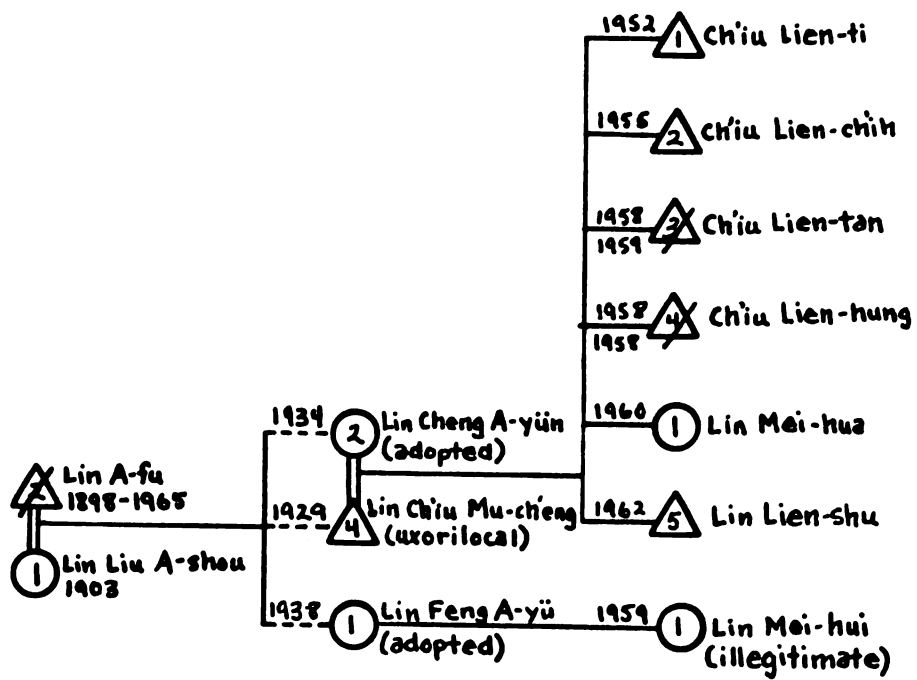 1952 1 Ch'iu Lien-ti
1956 2 Ch'iu Lien-chih
1958 3 Ch'iu Lien-tan
1959
1958 4 Ch'iu Lien-hung
1958
1934 2 Lin Cheng A-yün
(adopted)
1960 1 Lin Mei-hua
2 Lin A-fu
1898-1965
1929 4 Lin Ch'iu Mu-ch'eng
(uxorilocal)
1962 5 Lin Lien-shu
1 Lin Liu A-shou
1903
1938 1 Lin Feng A-yü
(adopted)
1959 1 Lin Mei-hui
(illegitimate)